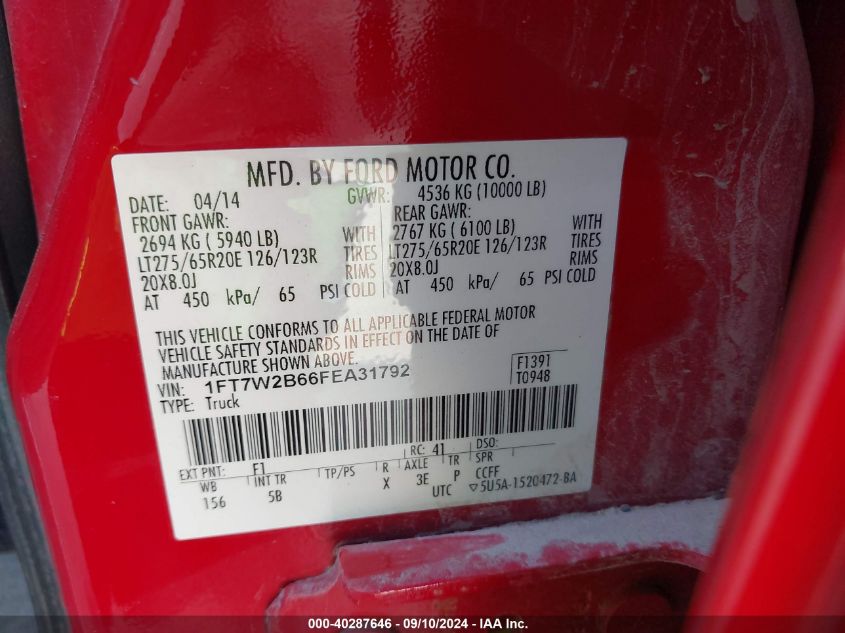 MFD. BY FORD MOTOR CO.
DATE: 04/14 GVWR: 4536 KG (10000 LB)
FRONT GAWR: REAR GAWR:
2694 KG ( 5940 LB) WITH 2767 KG ( 6100 LB) WITH
LT275/65R20E 126/123R TIRES LT275/65R20E 126/123R TIRES
20X8.0J RIMS 20X8.0J RIMS
AT 450 kPa/ 65 PSI COLD AT 450 kPa/ 65 PSI COLD
THIS VEHICLE CONFORMS TO ALL APPLICABLE FEDERAL MOTOR
VEHICLE SAFETY STANDARDS IN EFFECT ON THE DATE OF
MANUFACTURE SHOWN ABOVE.
VIN: 1FT7W2B66FEA31792 F1391
TYPE: Truck T0948
EXT PNT: F1 RC: 41 DSO:
WB INT TR TP/PS R AXLE TR SPR
156 5B X 3E P CCFF
UTC ▽5U5A-1520472-BA
000-40287646 - 09/10/2024 - IAAI Inc.